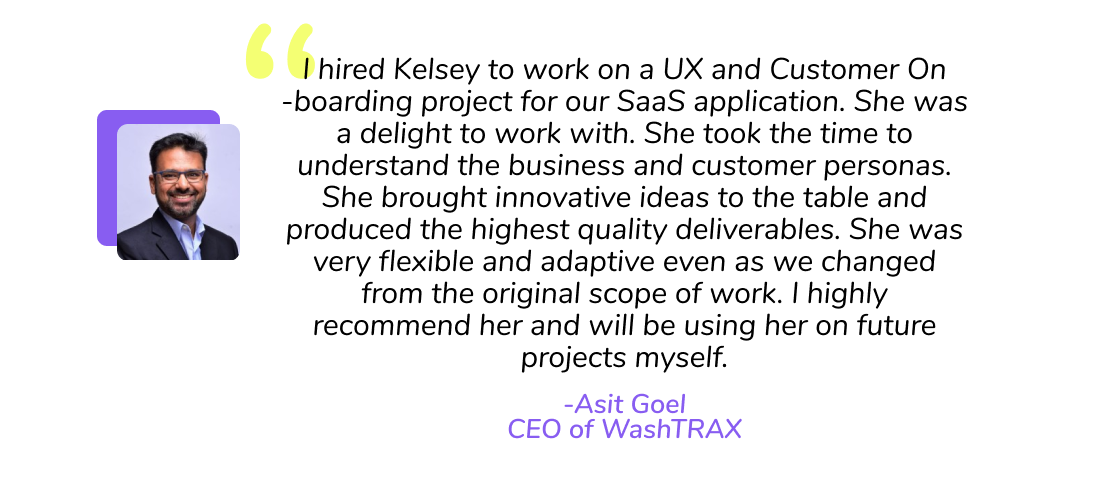 “
I hired Kelsey to work on a UX and Customer On
-boarding project for our SaaS application. She was
a delight to work with. She took the time to
understand the business and customer personas.
She brought innovative ideas to the table and
produced the highest quality deliverables. She was
very flexible and adaptive even as we changed
from the original scope of work. I highly
recommend her and will be using her on future
projects myself.
-Asit Goel
CEO of WashTRAX